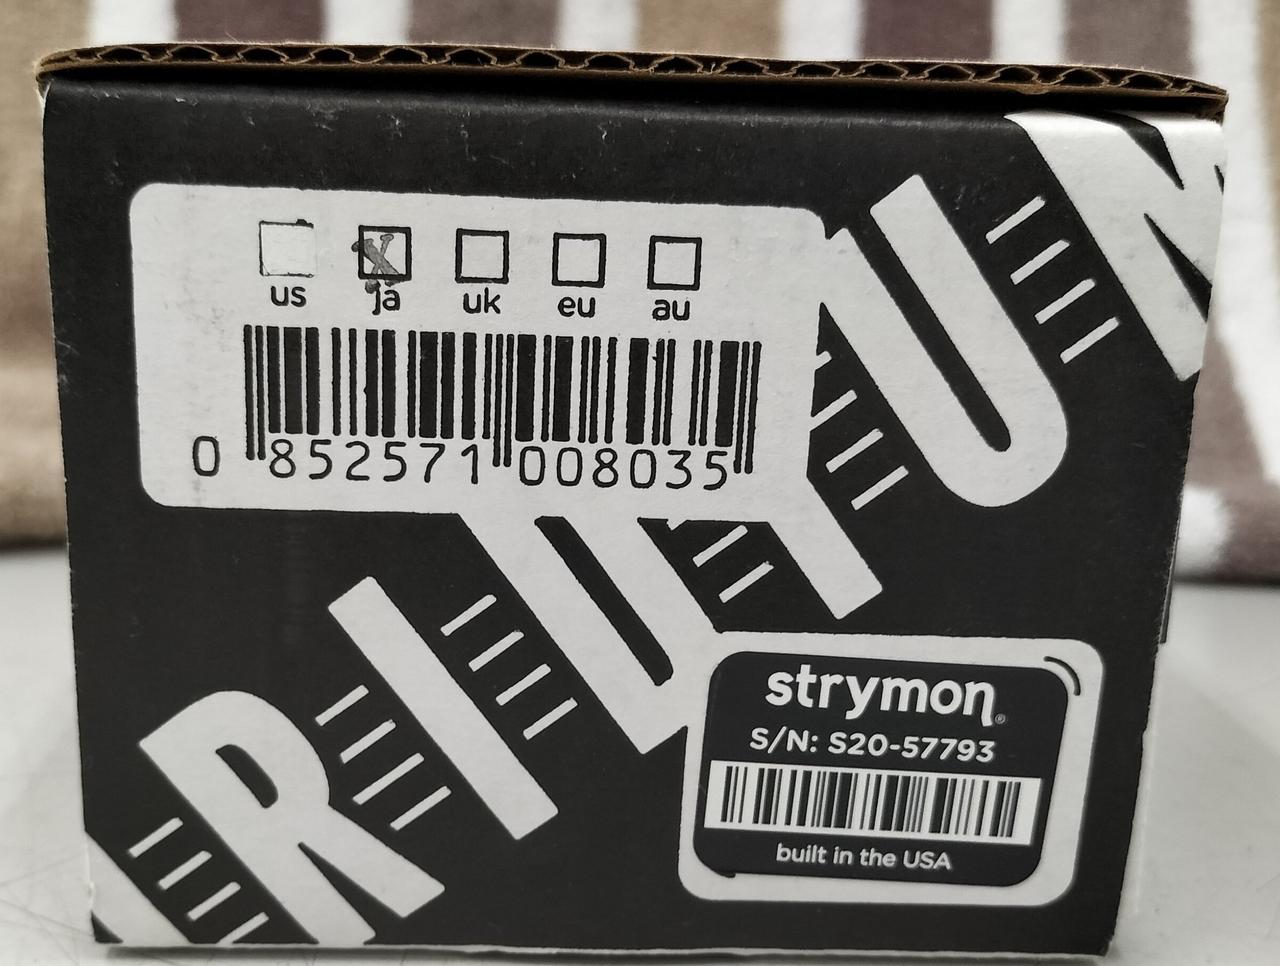 us ja uk eu au
0 852571 008035
strymon®
S/N: S20-57793
built in the USA